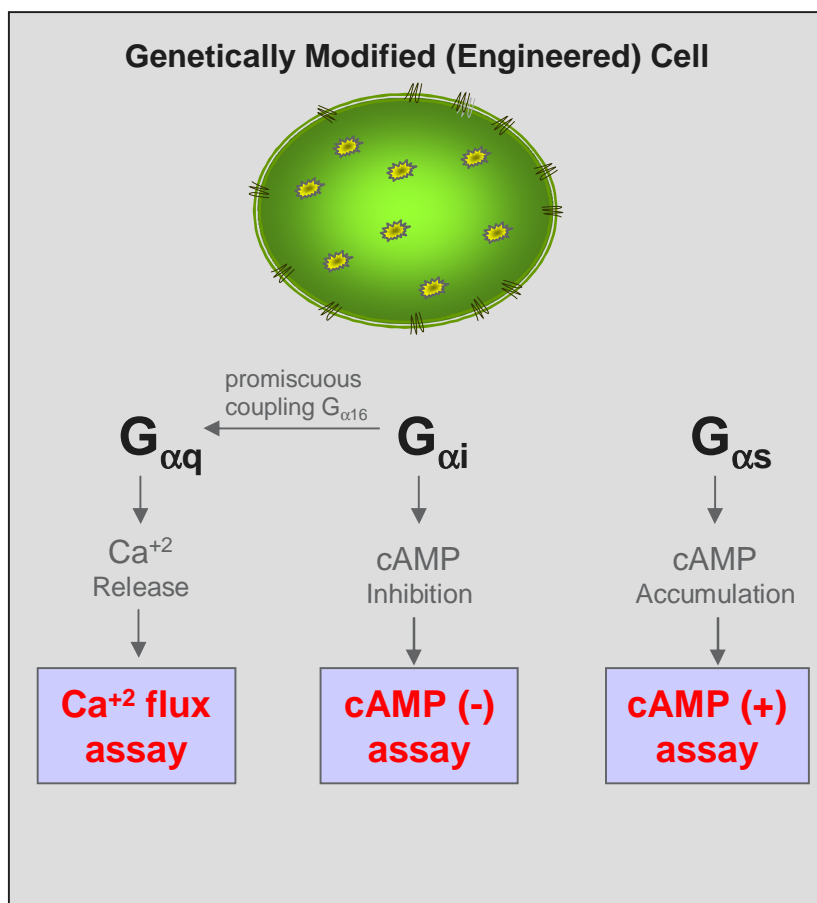 Genetically Modified (Engineered) Cell
promiscuous
coupling Gα16
Gαq
Gαi
Gαs
Ca+2
Release
cAMP
Inhibition
cAMP
Accumulation
Ca+2 flux
assay
cAMP (-)
assay
cAMP (+)
assay